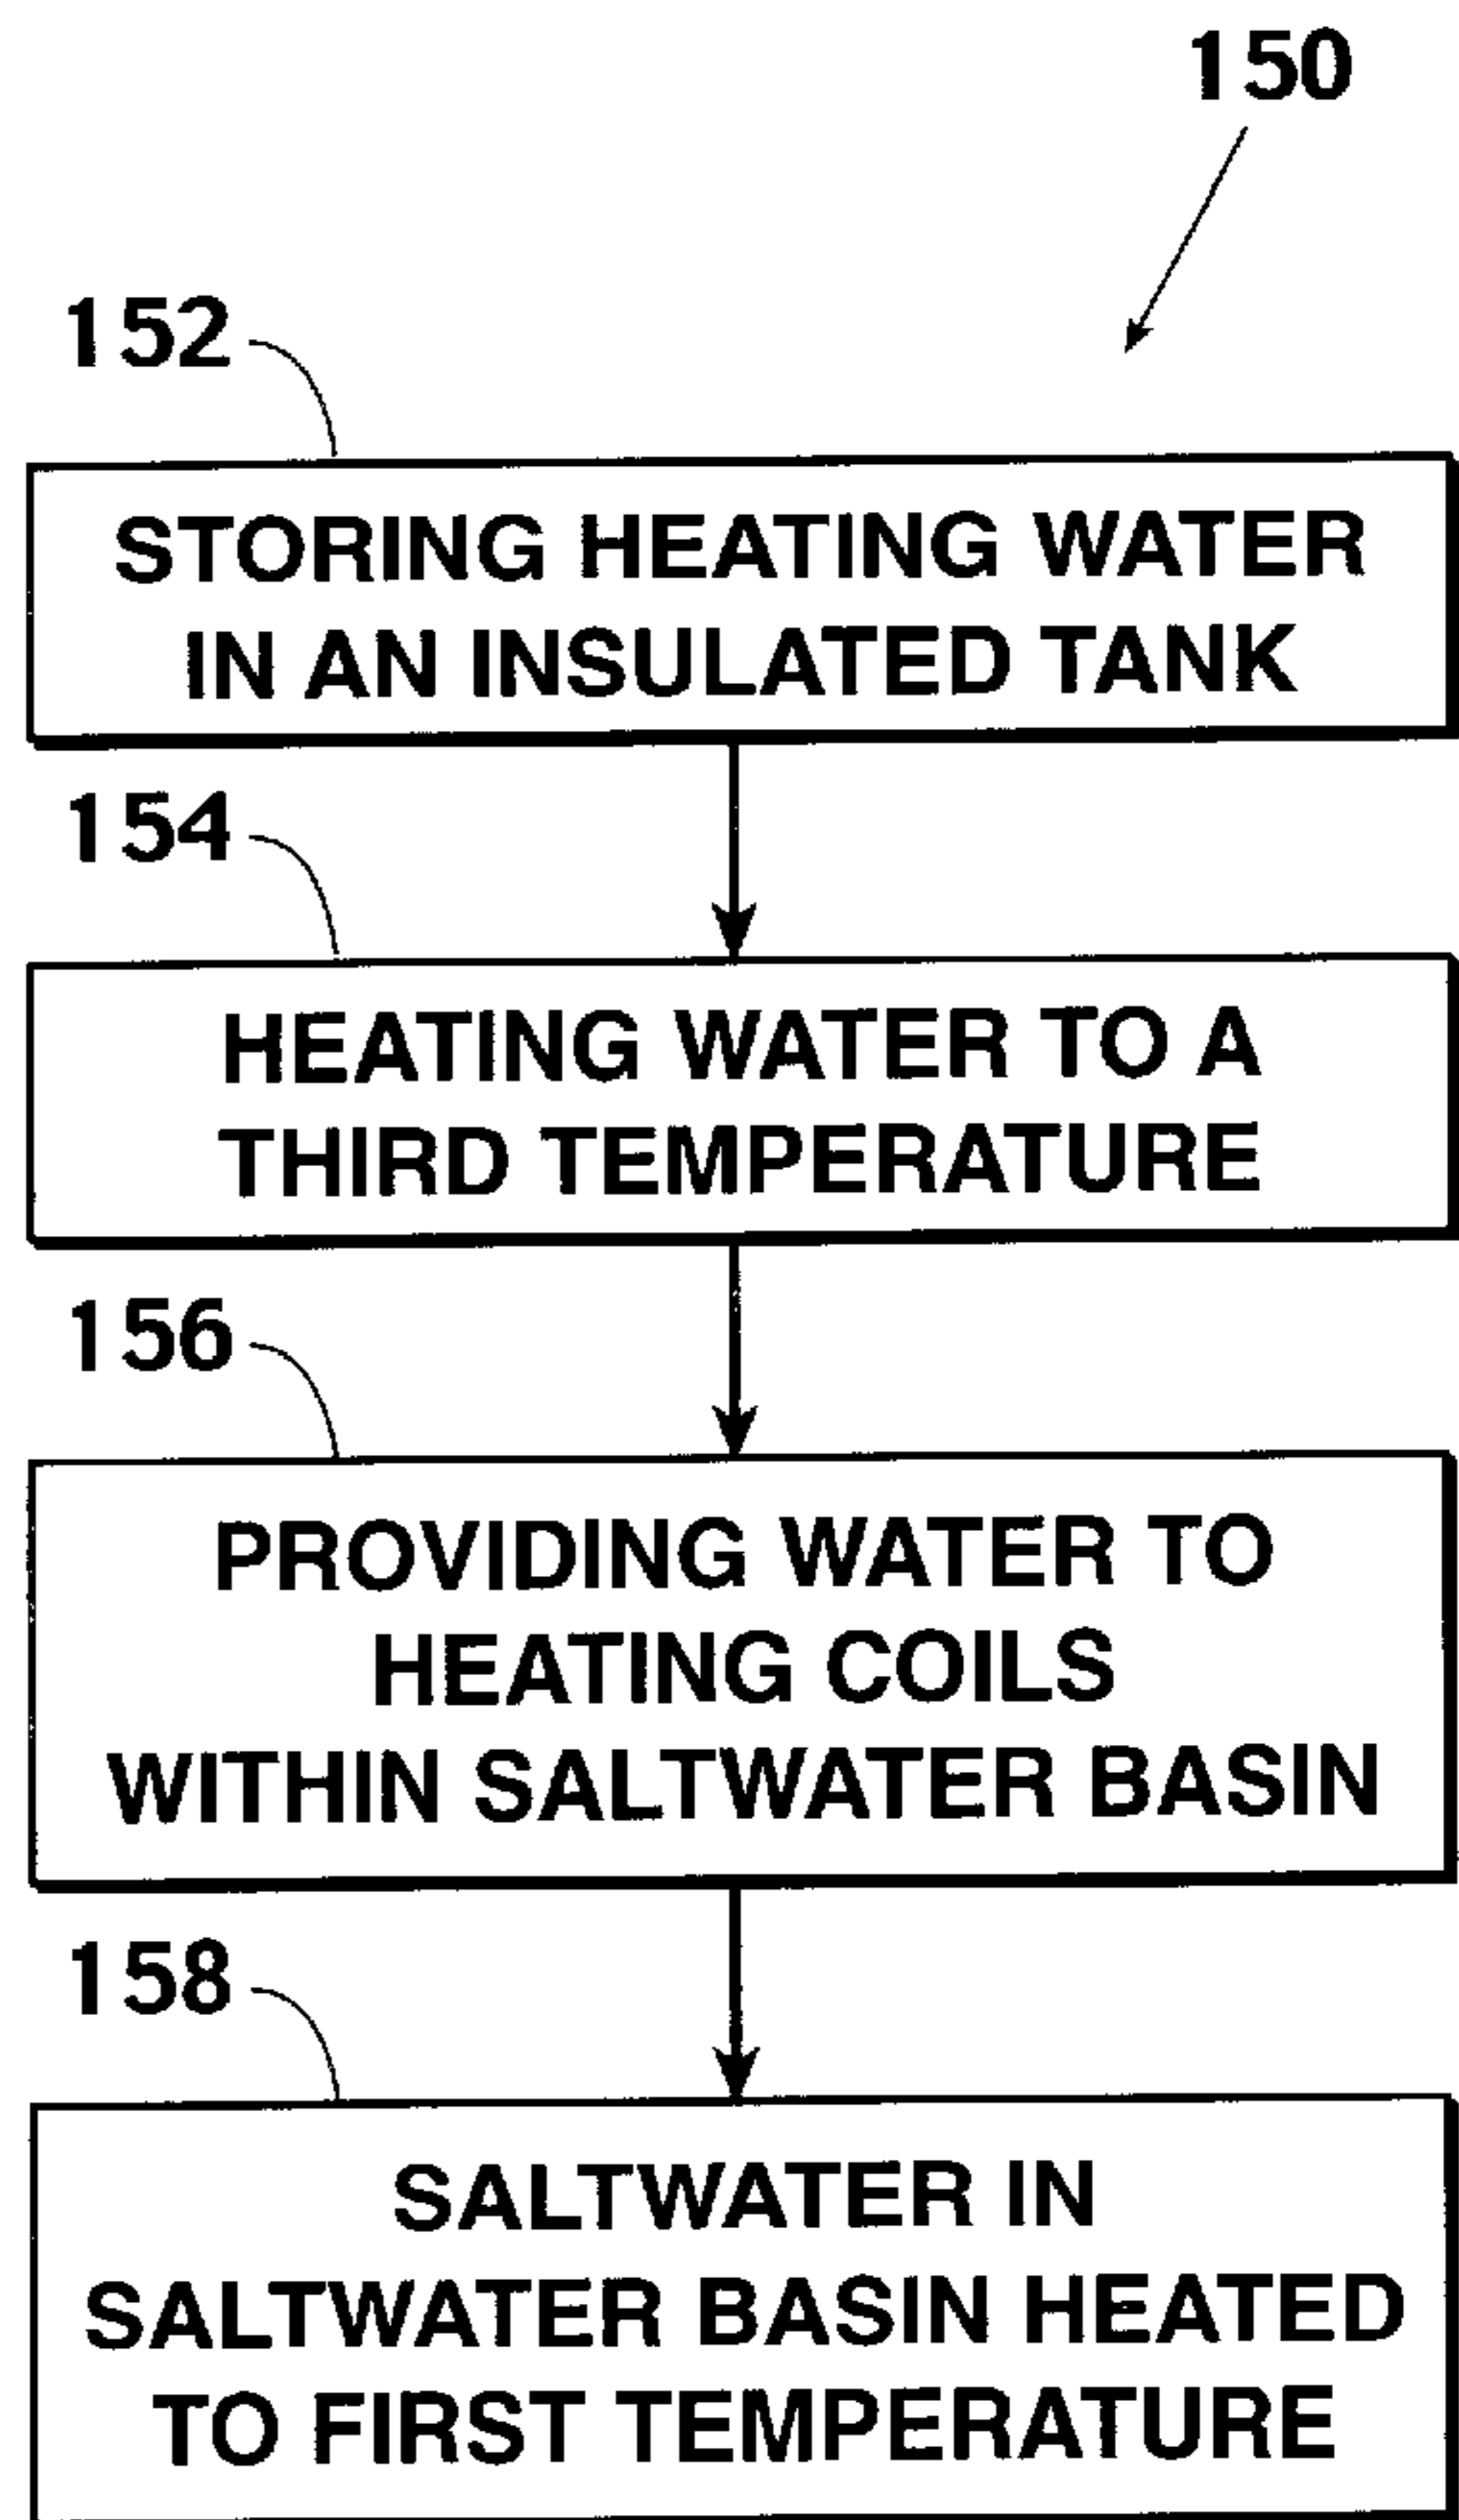 150
152
STORING HEATING WATER
IN AN INSULATED TANK
154
HEATING WATER TO A
THIRD TEMPERATURE
156
PROVIDING WATER TO
HEATING COILS
WITHIN SALTWATER BASIN
158
SALTWATER IN
SALTWATER BASIN HEATED
TO FIRST TEMPERATURE